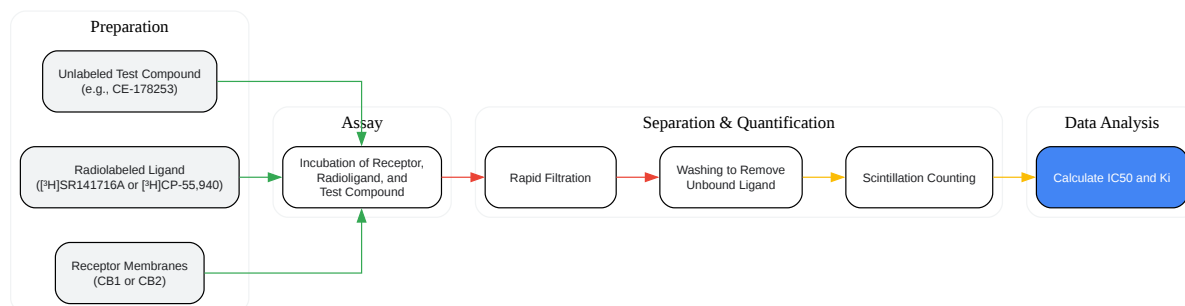 Preparation
Unlabeled Test Compound
(e.g., CE-178253)
Radiolabeled Ligand
([³H]SR141716A or [³H]CP-55,940)
Receptor Membranes
(CB1 or CB2)
Assay
Incubation of Receptor,
Radioligand, and
Test Compound
Separation & Quantification
Rapid Filtration
Washing to Remove
Unbound Ligand
Scintillation Counting
Data Analysis
Calculate IC50 and Ki